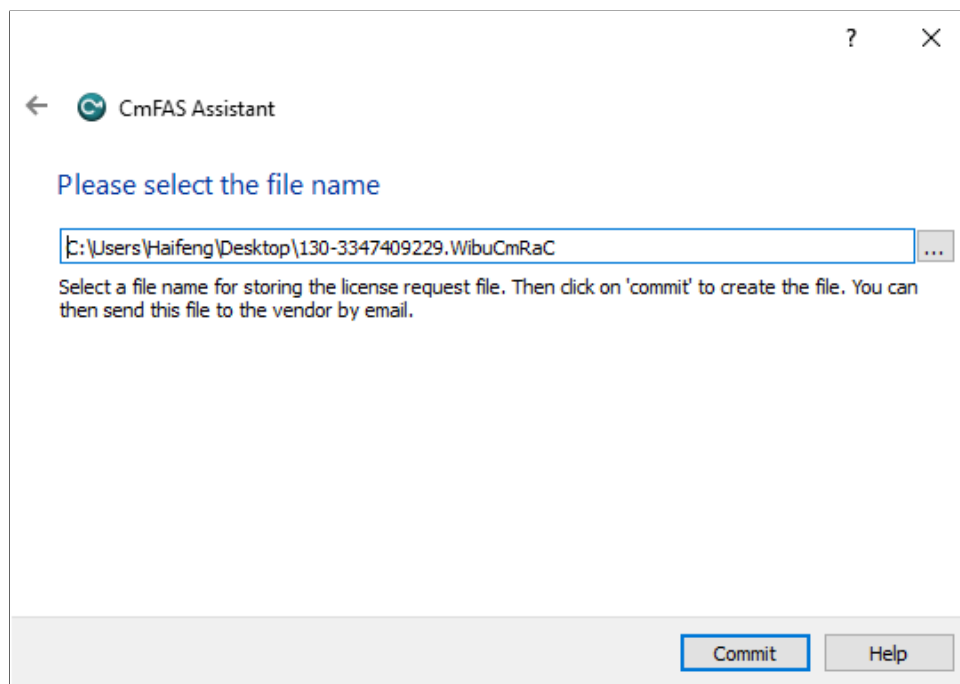 ?
CmFAS Assistant
Please select the file name
C:\Users\Haifeng\Desktop\130-3347409229.WibuCmRaC
...
Select a file name for storing the license request file. Then click on 'commit' to create the file. You can
then send this file to the vendor by email.
Commit
Help